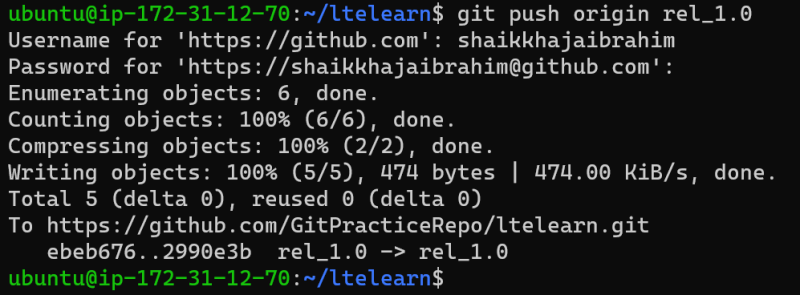 ubuntu@ip-172-31-12-70:~/ltelearn$ git push origin rel_1.0
Username for 'https://github.com': shaikkhajaibrahim
Password for 'https://shaikkhajaibrahim@github.com':
Enumerating objects: 6, done.
Counting objects: 100% (6/6), done.
Compressing objects: 100% (2/2), done.
Writing objects: 100% (5/5), 474 bytes | 474.00 KiB/s, done.
Total 5 (delta 0), reused 0 (delta 0)
To https://github.com/GitPracticeRepo/ltelearn.git
   ebeb676..2990e3b  rel_1.0 -> rel_1.0
ubuntu@ip-172-31-12-70:~/ltelearn$